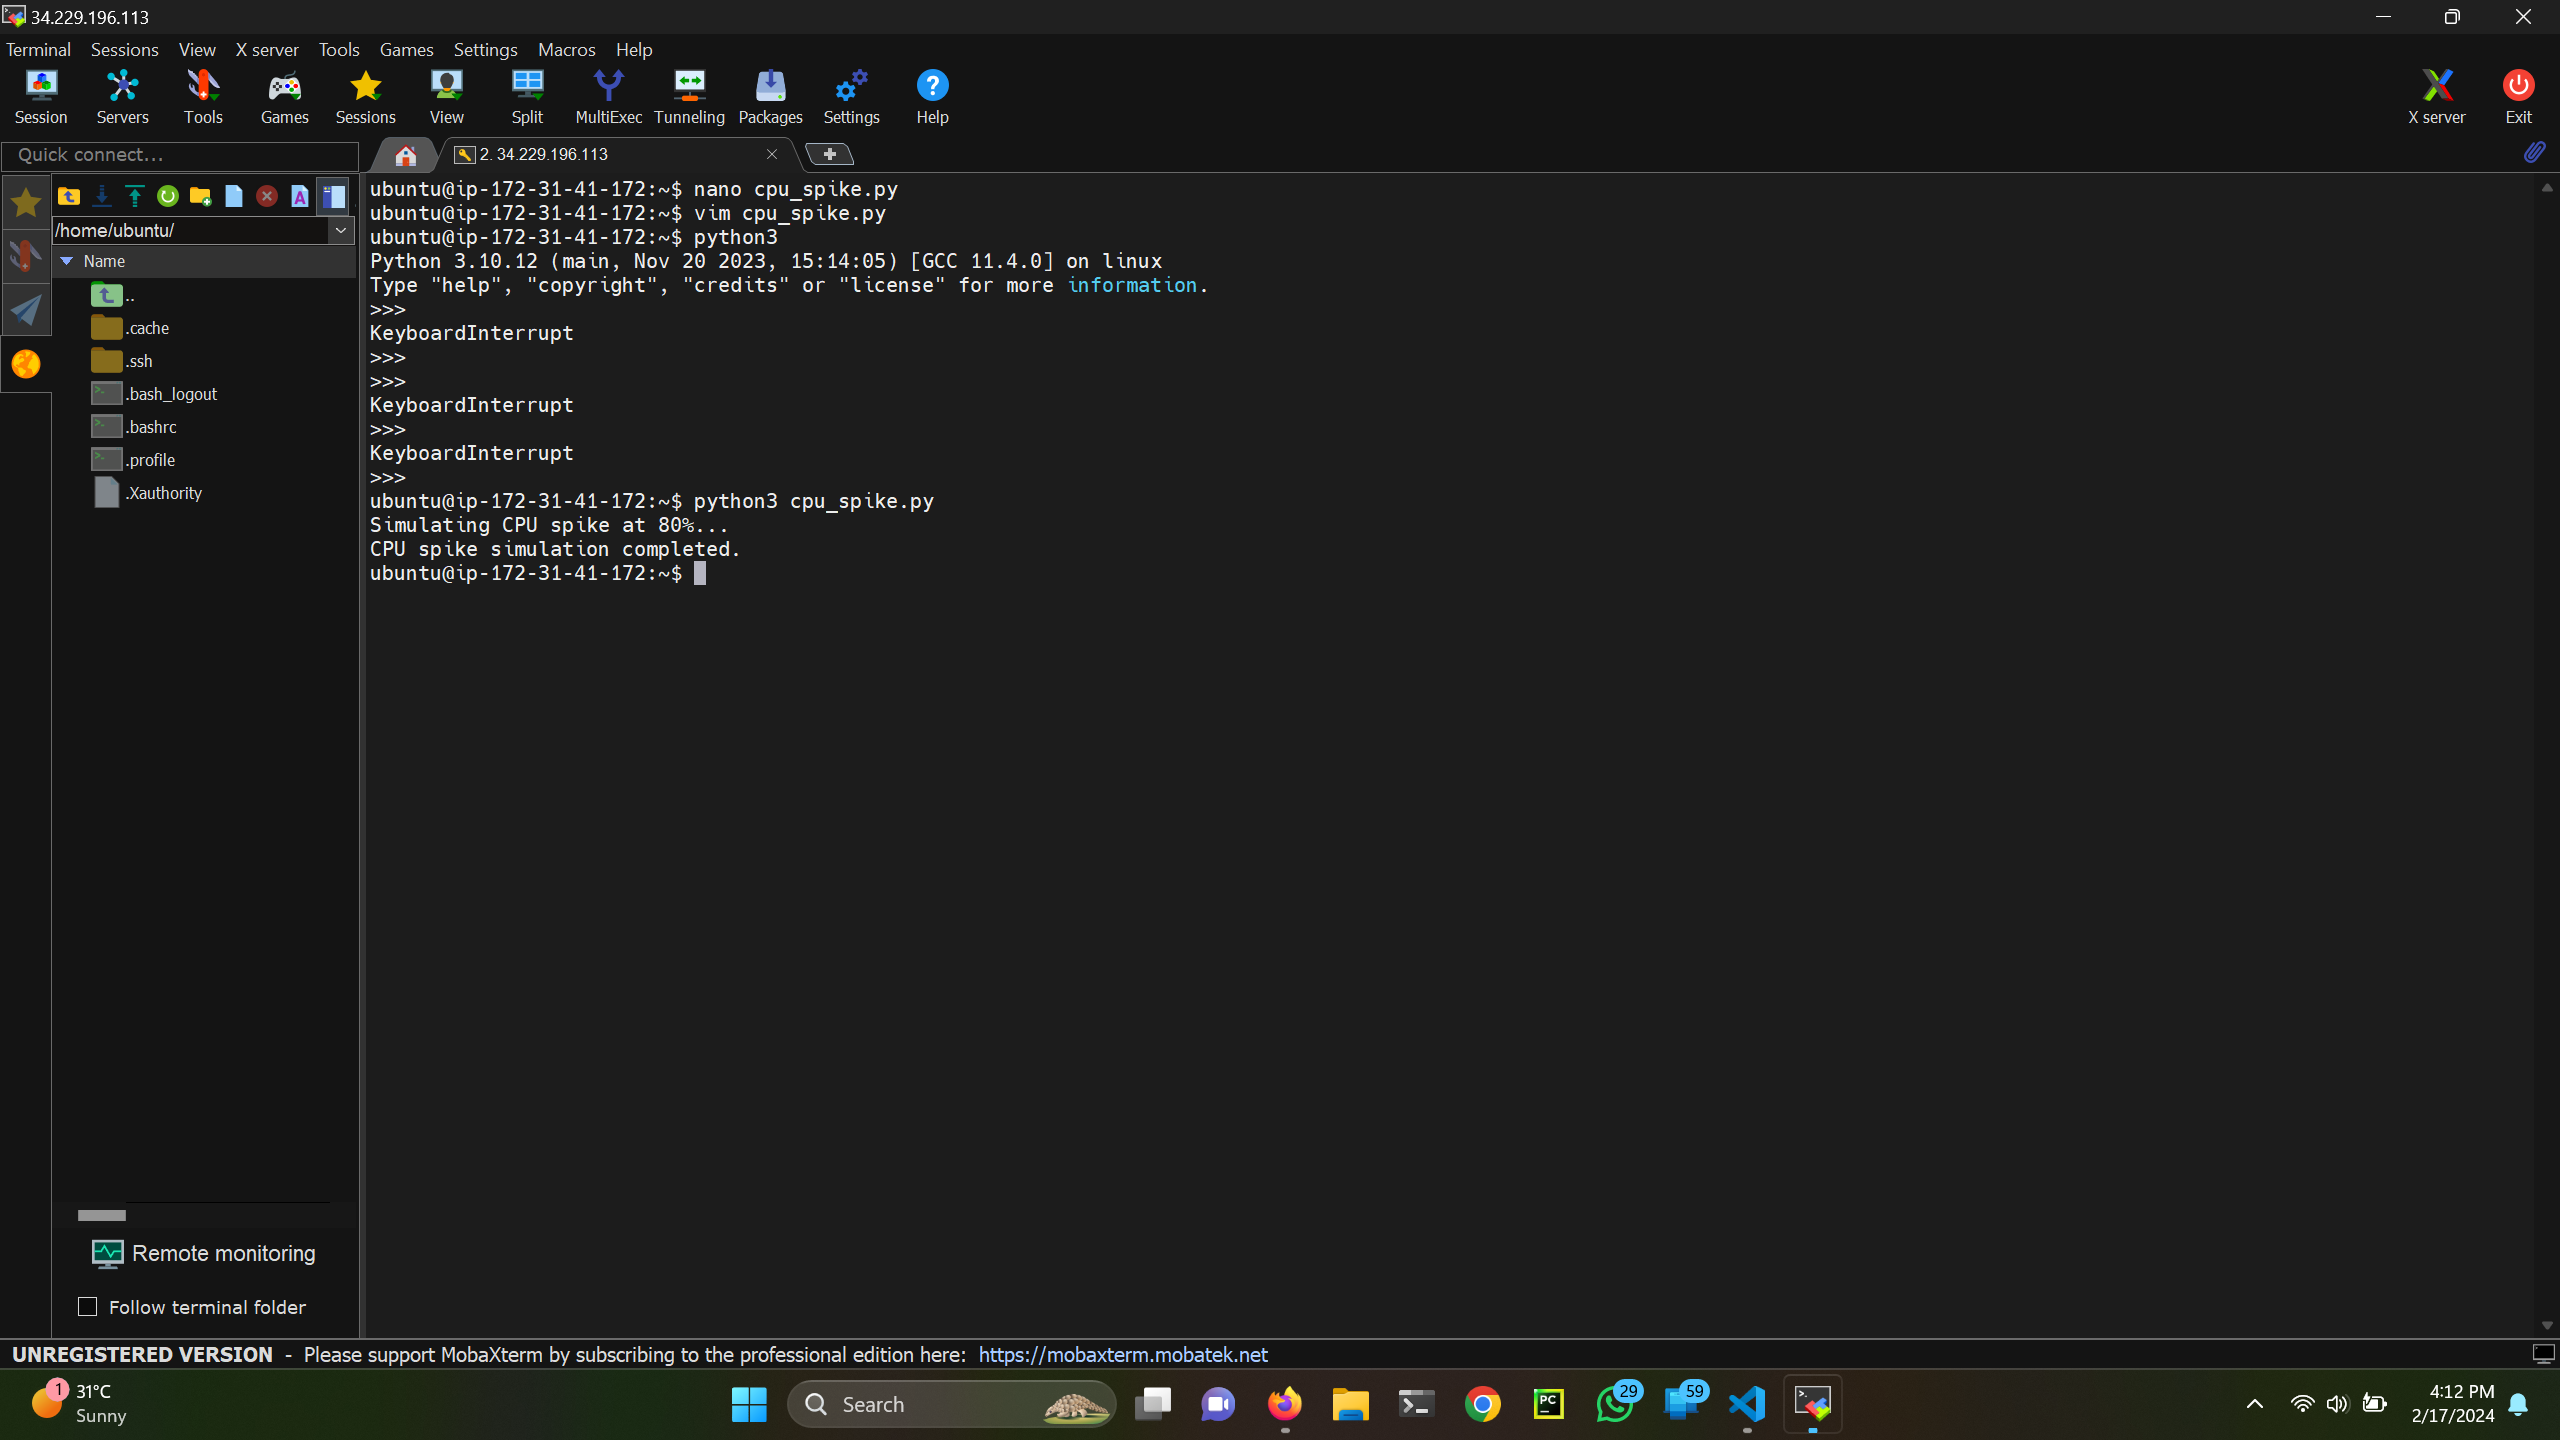 34.229.196.113
Terminal Sessions View X server Tools Games Settings Macros Help
Session Servers Tools Games Sessions View Split MultiExec Tunneling Packages Settings Help X server Exit
Quick connect...
2. 34.229.196.113
/home/ubuntu/
Name
..
.cache
.ssh
.bash_logout
.bashrc
.profile
.Xauthority
Remote monitoring
Follow terminal folder
ubuntu@ip-172-31-41-172:~$ nano cpu_spike.py
ubuntu@ip-172-31-41-172:~$ vim cpu_spike.py
ubuntu@ip-172-31-41-172:~$ python3
Python 3.10.12 (main, Nov 20 2023, 15:14:05) [GCC 11.4.0] on linux
Type "help", "copyright", "credits" or "license" for more information.
>>>
KeyboardInterrupt
>>>
>>>
KeyboardInterrupt
>>>
KeyboardInterrupt
>>>
ubuntu@ip-172-31-41-172:~$ python3 cpu_spike.py
Simulating CPU spike at 80%...
CPU spike simulation completed.
ubuntu@ip-172-31-41-172:~$
UNREGISTERED VERSION - Please support MobaXterm by subscribing to the professional edition here: https://mobaxterm.mobatek.net
1
31°C
Sunny
Search
PC
29
59
4:12 PM
2/17/2024